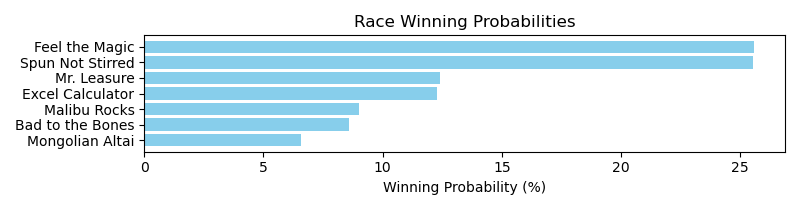 Race Winning Probabilities
Feel the Magic
Spun Not Stirred
Mr. Leasure
Excel Calculator
Malibu Rocks
Bad to the Bones
Mongolian Altai
0 5 10 15 20 25
Winning Probability (%)